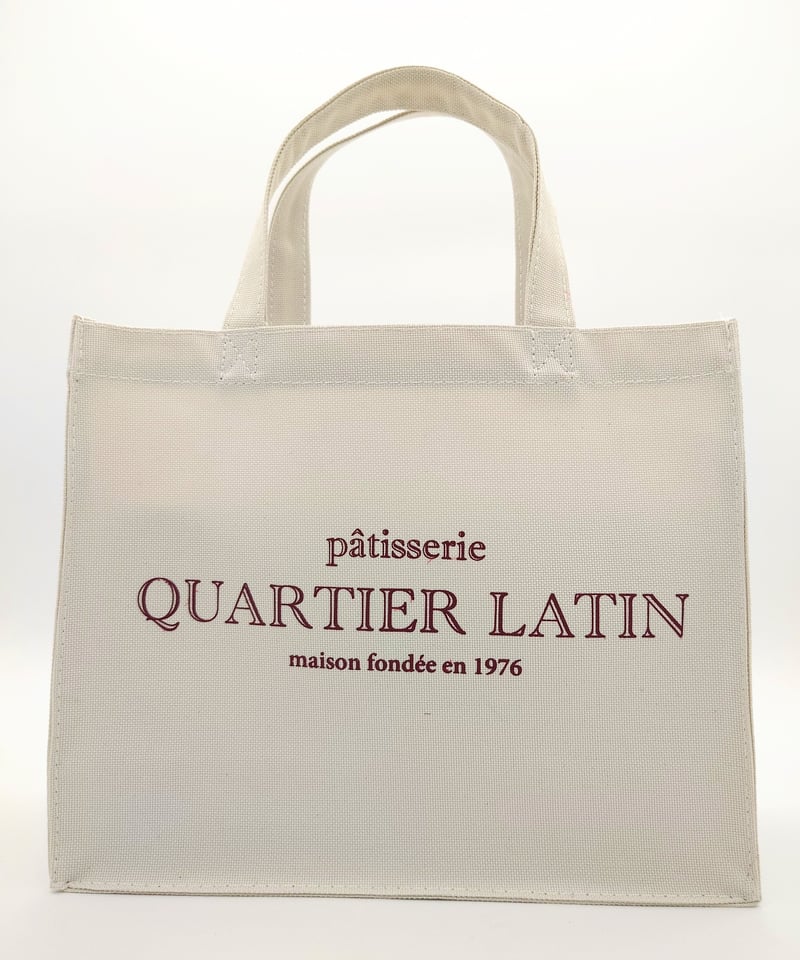 pâtisserie
QUARTIER LATIN
maison fondée en 1976